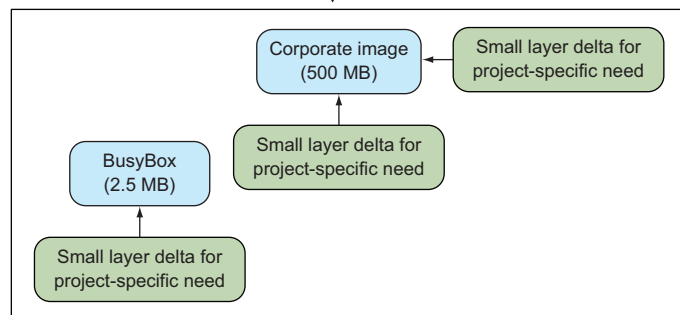 Corporate image
(500 MB)
Small layer delta for
project-specific need
Small layer delta for
project-specific need
BusyBox
(2.5 MB)
Small layer delta for
project-specific need